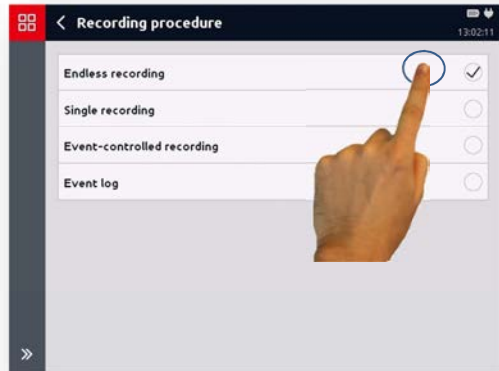 Recording procedure
13:02:11
Endless recording
Single recording
Event-controlled recording
Event log